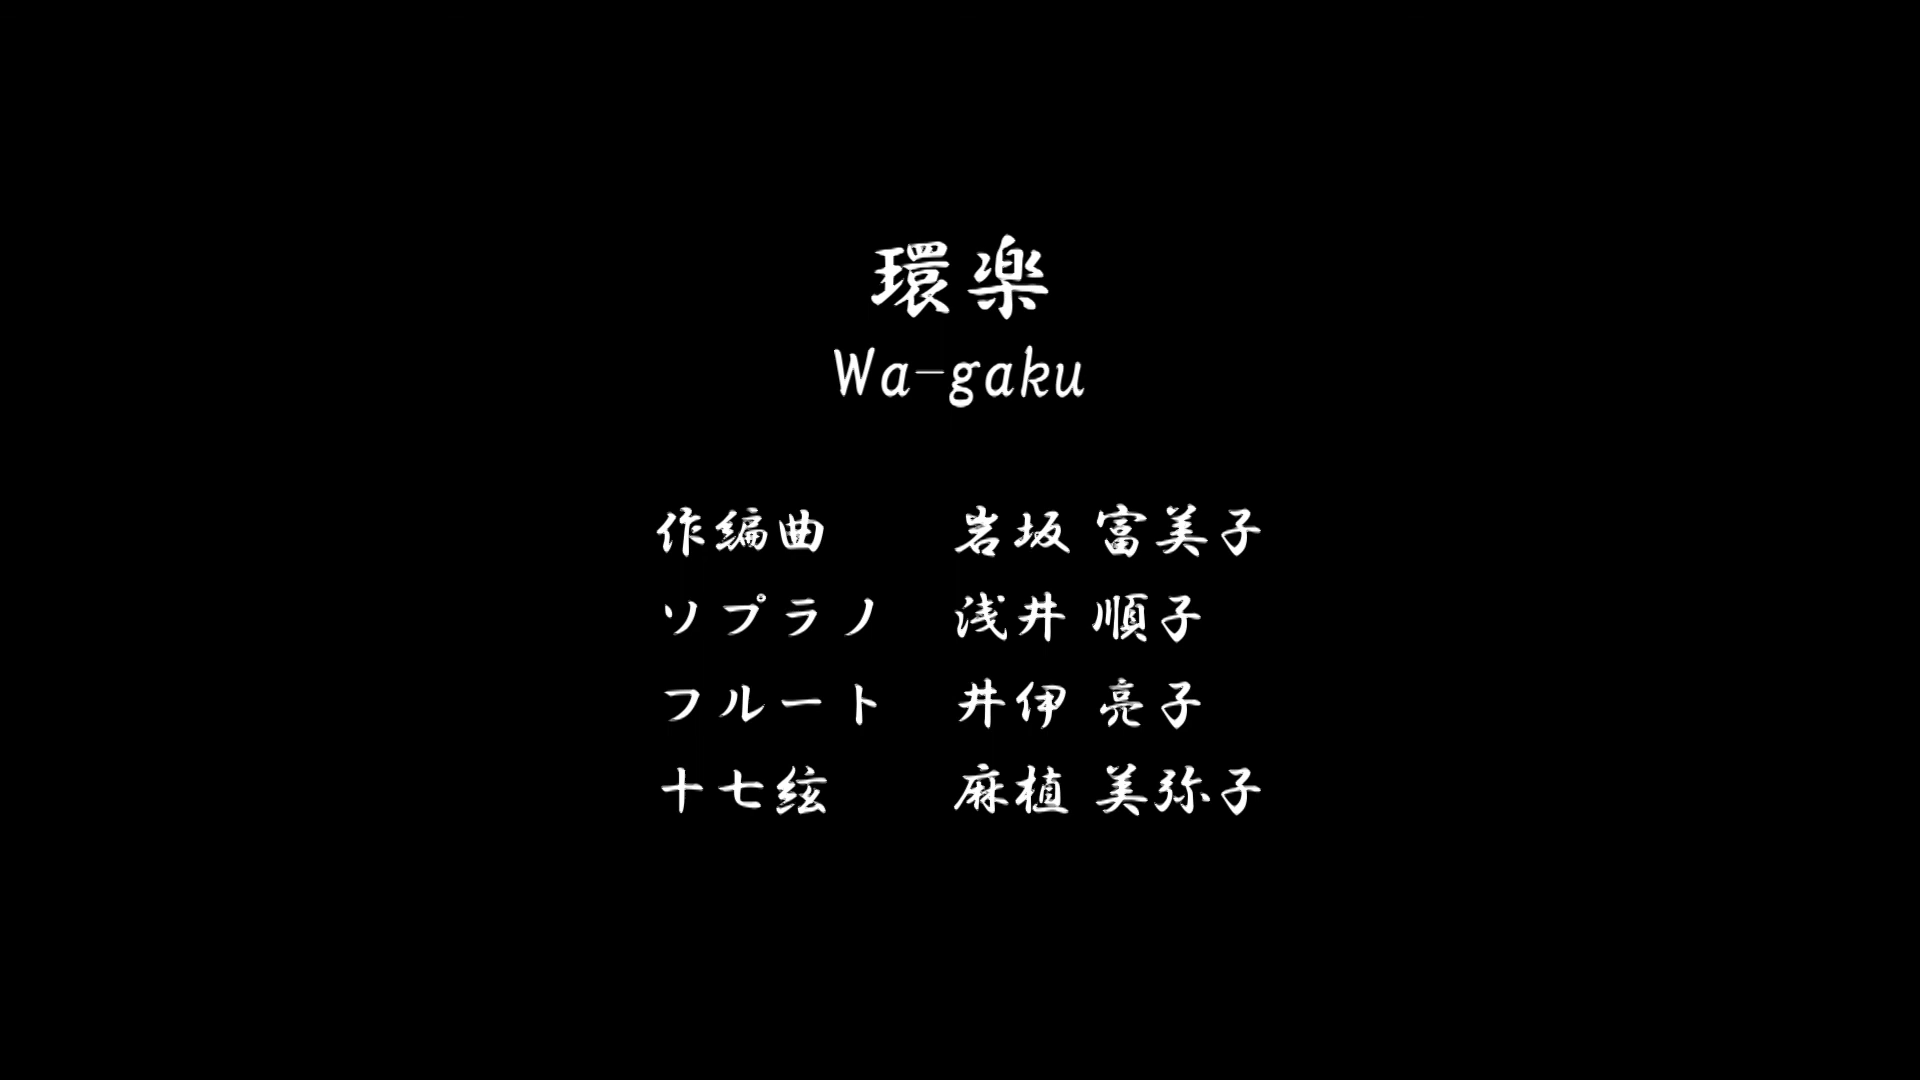 環楽
Wa-gaku
作編曲 岩坂 富美子
ソプラノ 浅井 順子
フルート 井伊 亮子
十七絃 麻植 美弥子